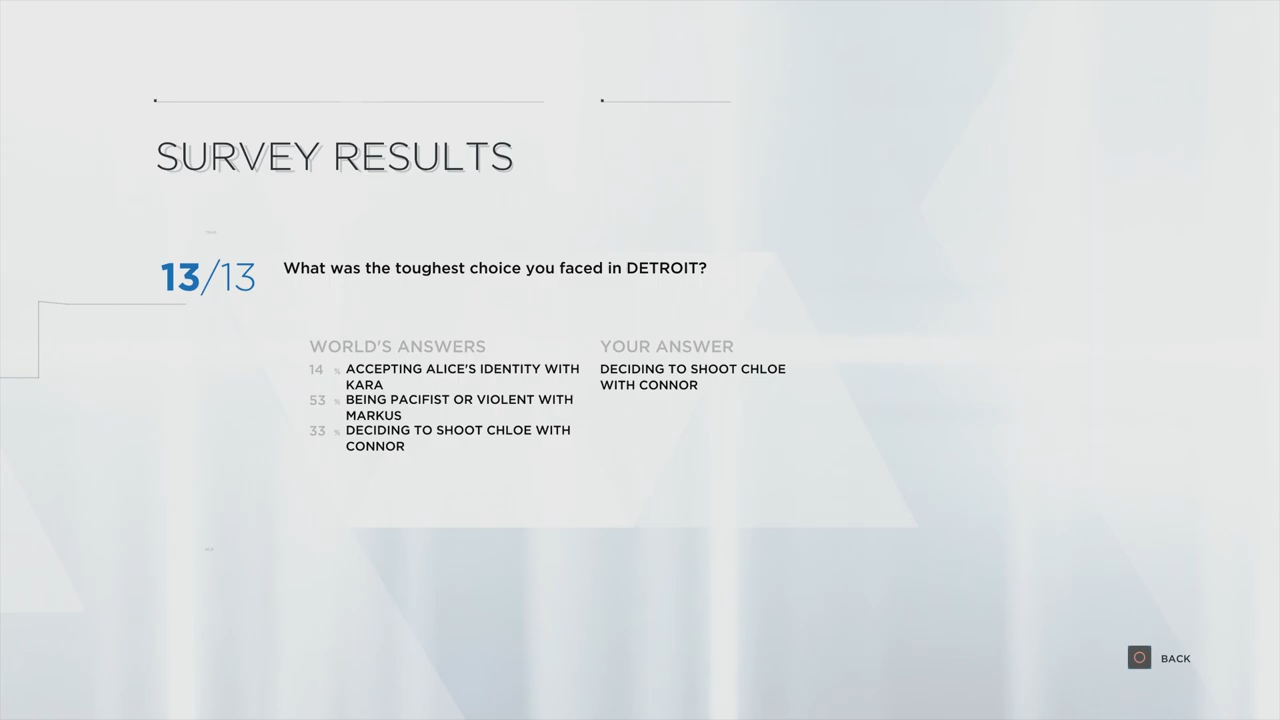 SURVEY RESULTS
13/13
What was the toughest choice you faced in DETROIT?
WORLD'S ANSWERS
14 % ACCEPTING ALICE'S IDENTITY WITH
KARA
53 % BEING PACIFIST OR VIOLENT WITH
MARKUS
33 % DECIDING TO SHOOT CHLOE WITH
CONNOR
YOUR ANSWER
DECIDING TO SHOOT CHLOE
WITH CONNOR
BACK